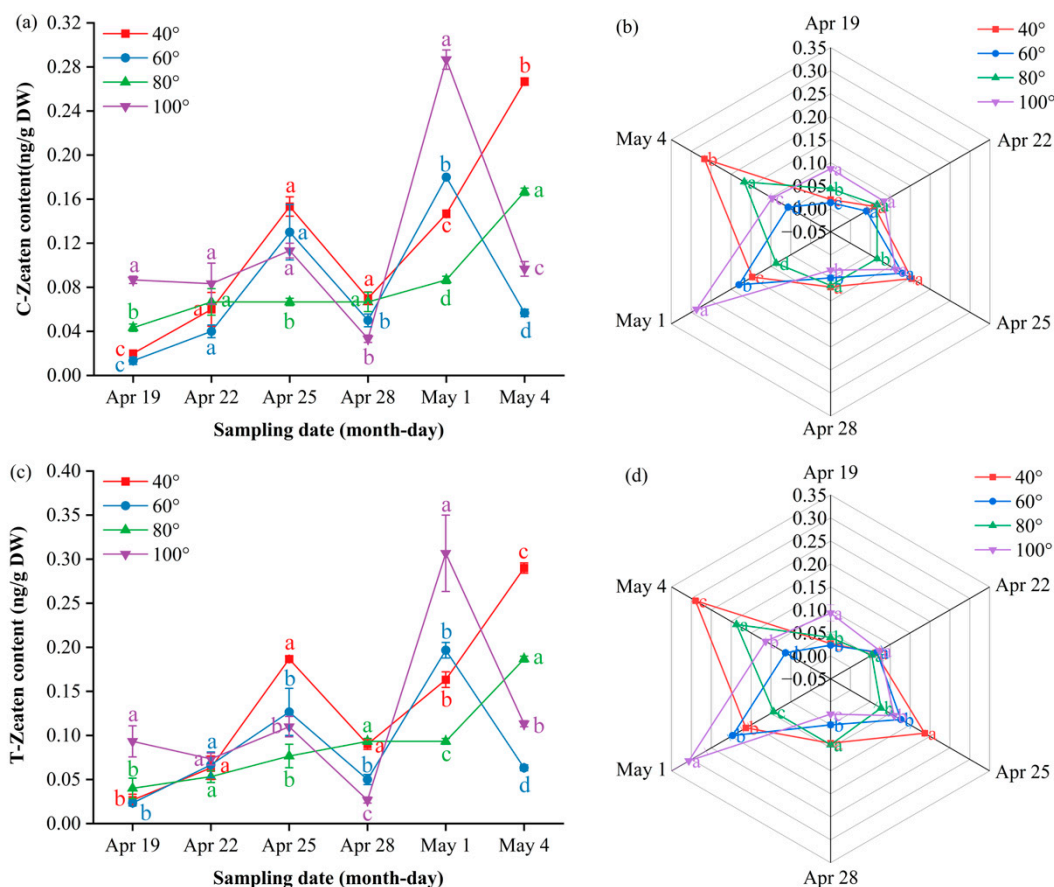 (a)
0.32
0.28
0.24
0.20
0.16
0.12
0.08
0.04
0.00
C-Zeaten content(ng/g DW)
40°
60°
80°
100°
a
b
c
c
a
a
a
a
a
a
a
b
a
a
b
b
a
b
c
d
b
a
c
d
Apr 19
Apr 22
Apr 25
Apr 28
May 1
May 4
Sampling date (month-day)
(b)
Apr 19
0.35
0.30
0.25
0.20
0.15
0.10
0.05
0.00
−0.05
40°
60°
80°
100°
May 4
Apr 22
May 1
Apr 25
Apr 28
b
a
c
d
a
b
c
a
a
a
a
b
a
b
d
c
b
a
(c)
0.40
0.35
0.30
0.25
0.20
0.15
0.10
0.05
0.00
T-Zeaten content (ng/g DW)
40°
60°
80°
100°
a
b
b
b
a
a
a
a
b
b
b
a
a
b
c
a
b
b
c
c
a
b
d
Apr 19
Apr 22
Apr 25
Apr 28
May 1
May 4
Sampling date (month-day)
(d)
Apr 19
0.35
0.30
0.25
0.20
0.15
0.10
0.05
0.00
−0.05
40°
60°
80°
100°
May 4
Apr 22
May 1
Apr 25
Apr 28
c
a
b
d
a
b
a
a
b
b
a
b
c
b
b
a